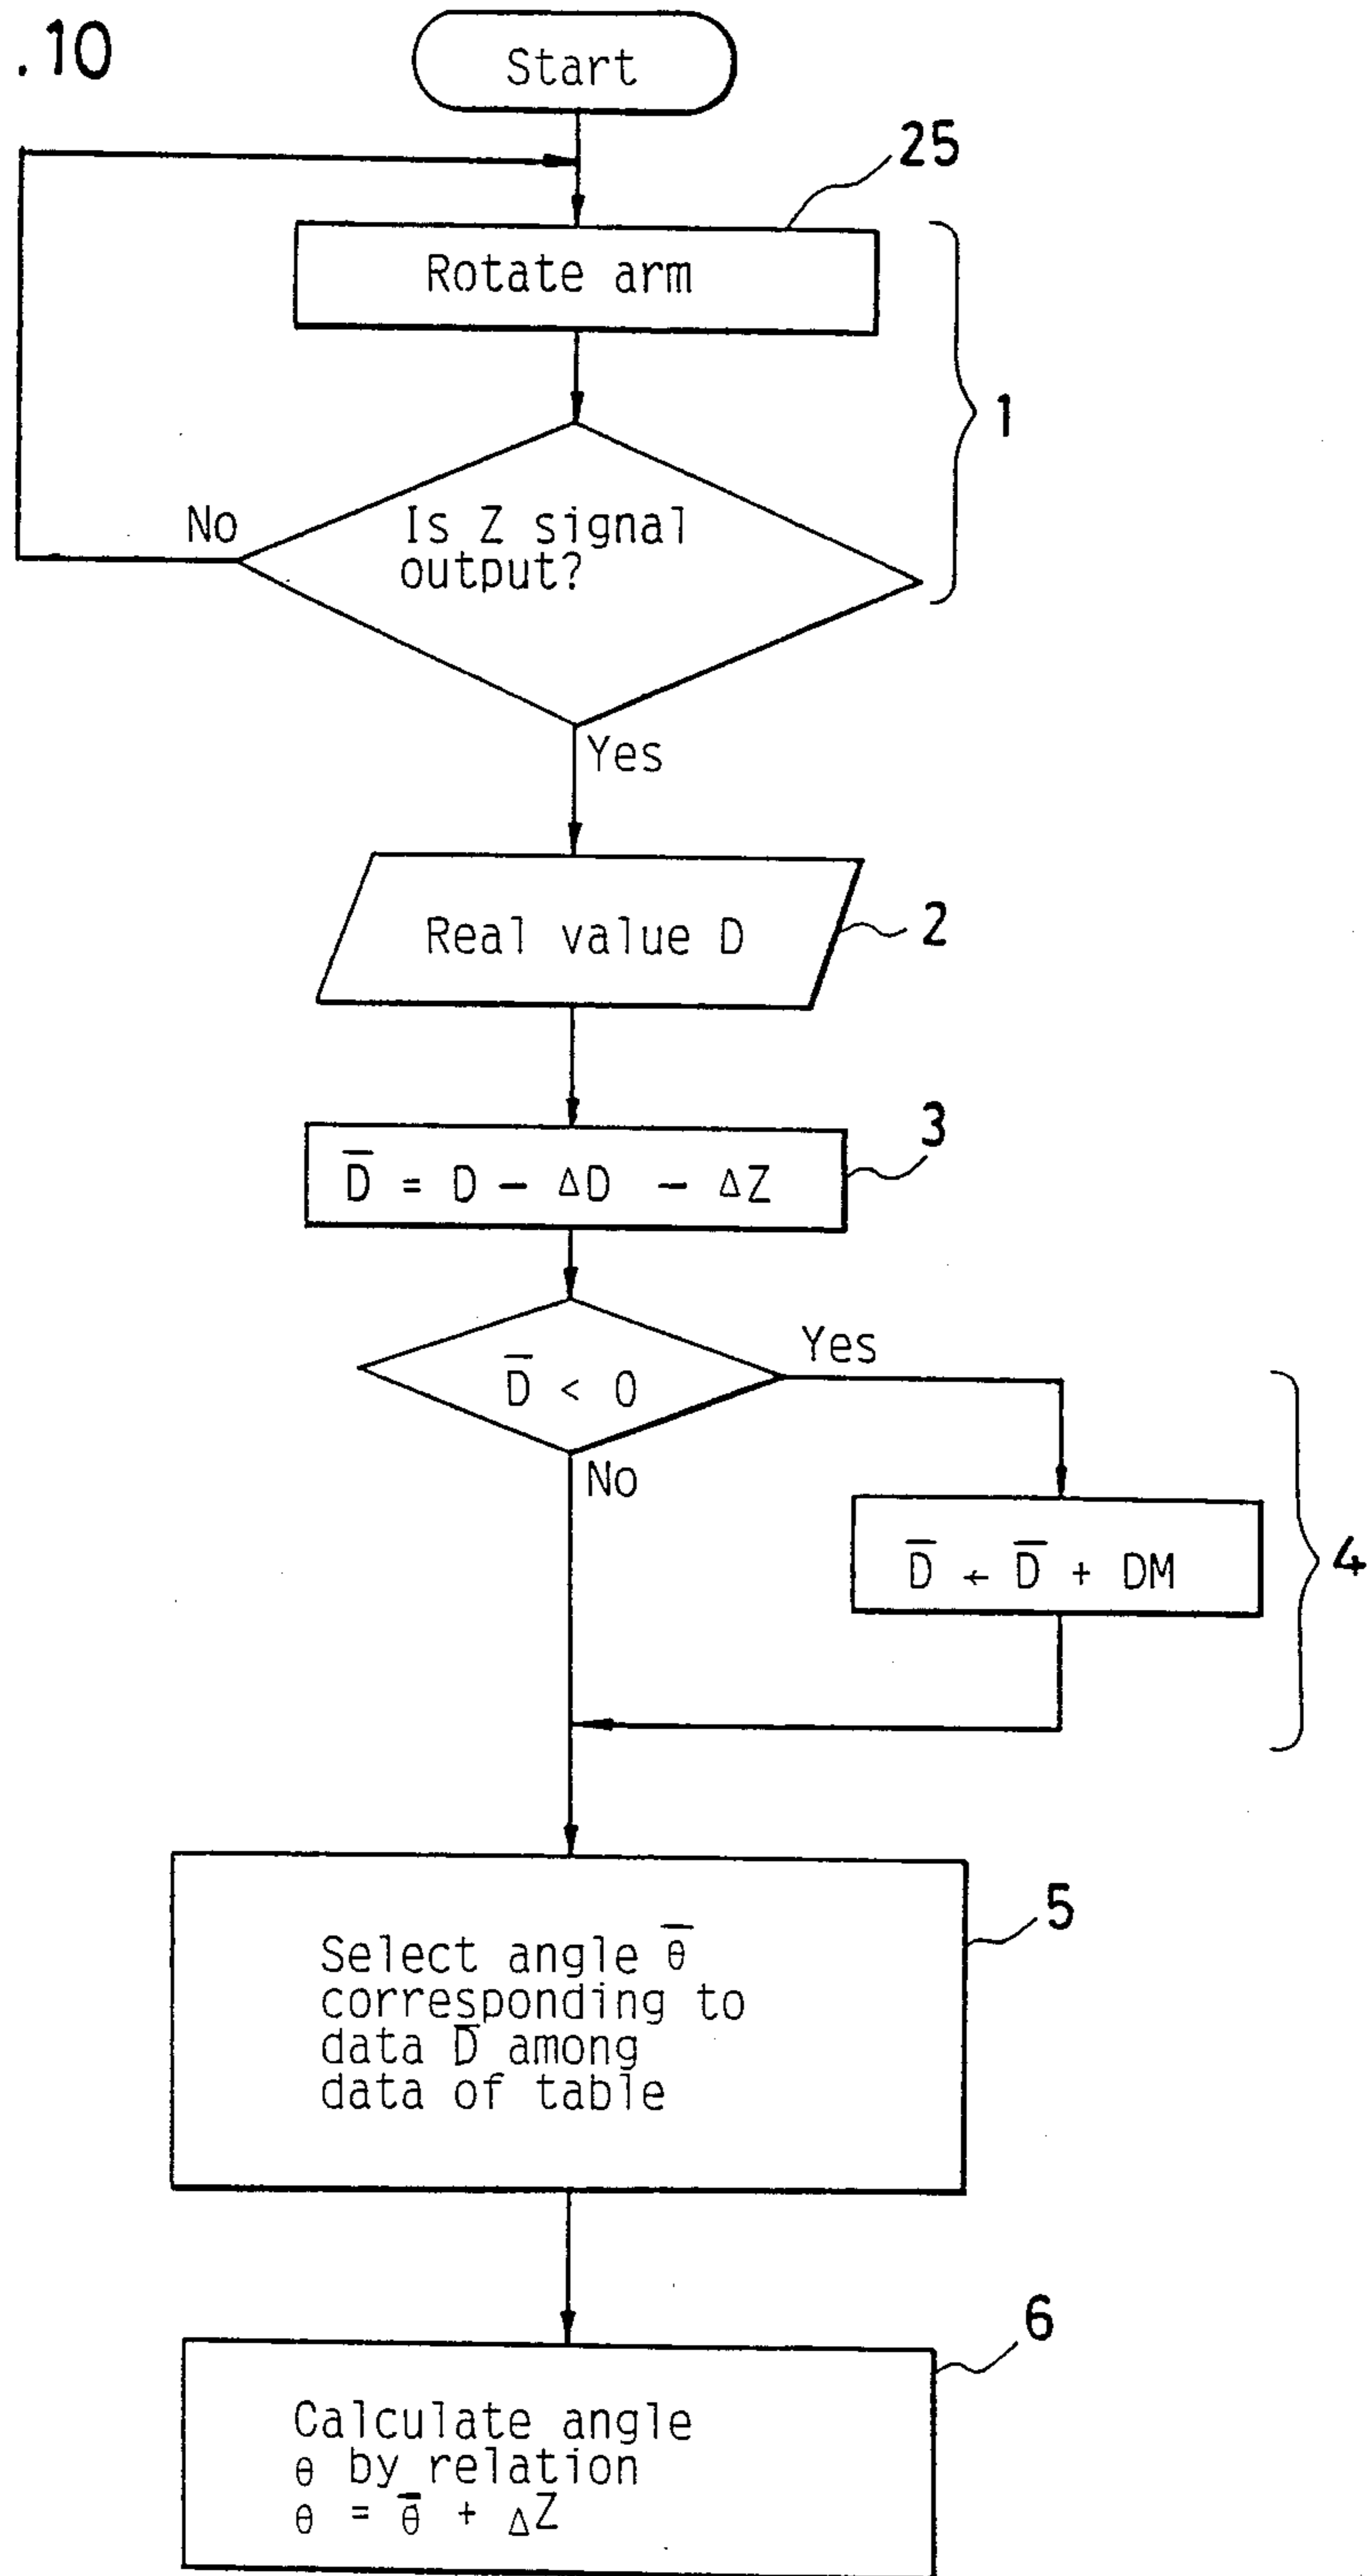 .10
Start
25
Rotate arm
1
No
Is Z signal
output?
Yes
Real value D
2
3
D̅ = D − ΔD − ΔZ
Yes
D̅ < 0
No
D̅ ← D̅ + DM
4
5
Select angle θ̅
corresponding to
data D̅ among
data of table
6
Calculate angle
θ by relation
θ = θ̅ + ΔZ